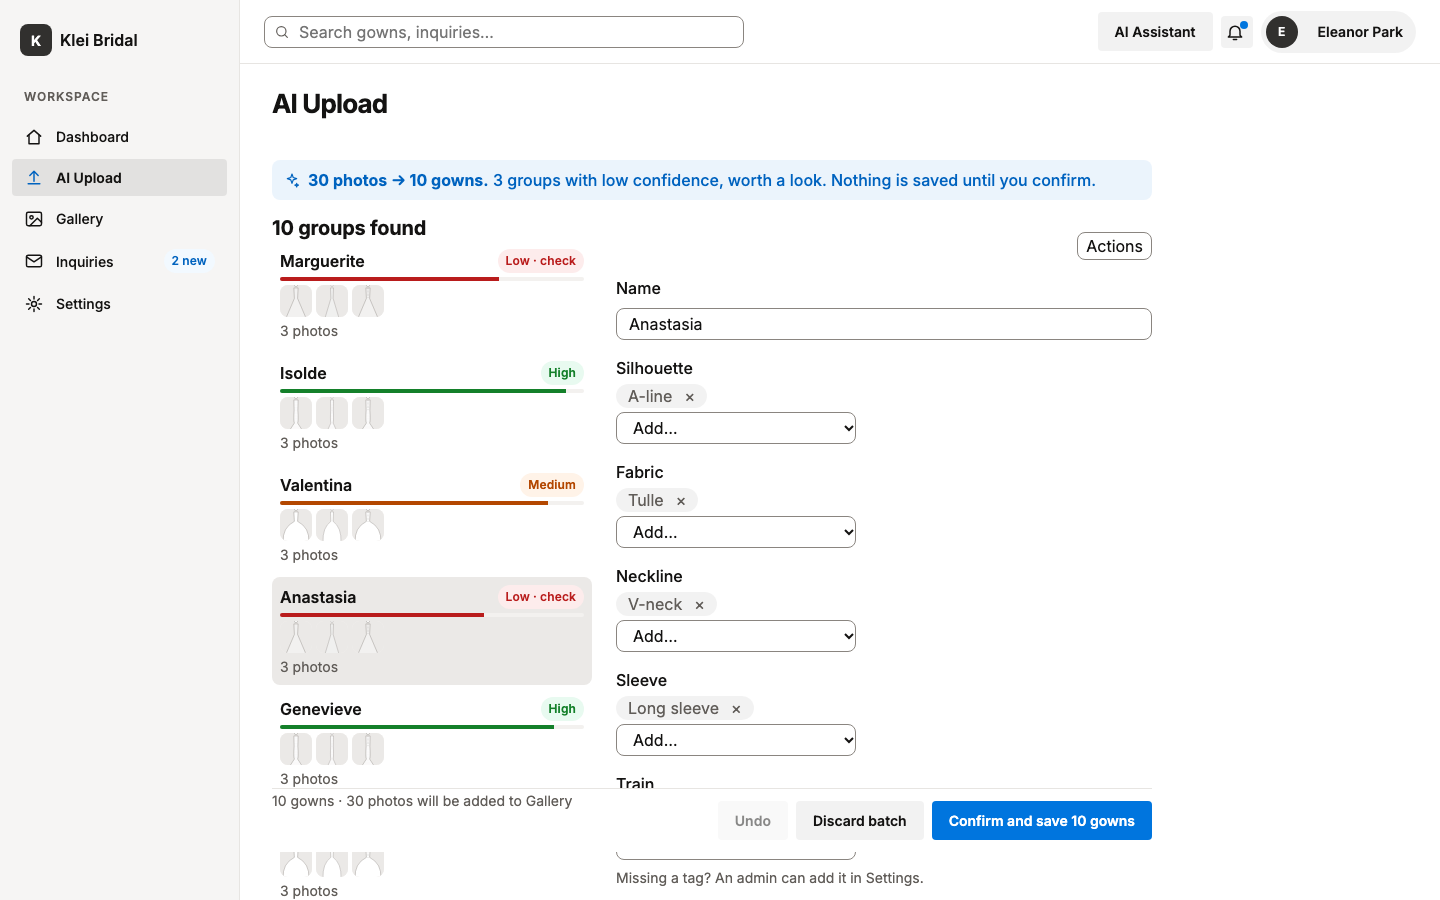 K Klei Bridal
Search gowns, inquiries...
AI Assistant
E Eleanor Park
WORKSPACE
Dashboard
AI Upload
Gallery
Inquiries 2 new
Settings
AI Upload
30 photos → 10 gowns. 3 groups with low confidence, worth a look. Nothing is saved until you confirm.
10 groups found
Actions
Marguerite Low · check
3 photos
Isolde High
3 photos
Valentina Medium
3 photos
Anastasia Low · check
3 photos
Genevieve High
3 photos
3 photos
Name
Anastasia
Silhouette
A-line ×
Add...
Fabric
Tulle ×
Add...
Neckline
V-neck ×
Add...
Sleeve
Long sleeve ×
Add...
Train
Missing a tag? An admin can add it in Settings.
10 gowns · 30 photos will be added to Gallery
Undo
Discard batch
Confirm and save 10 gowns